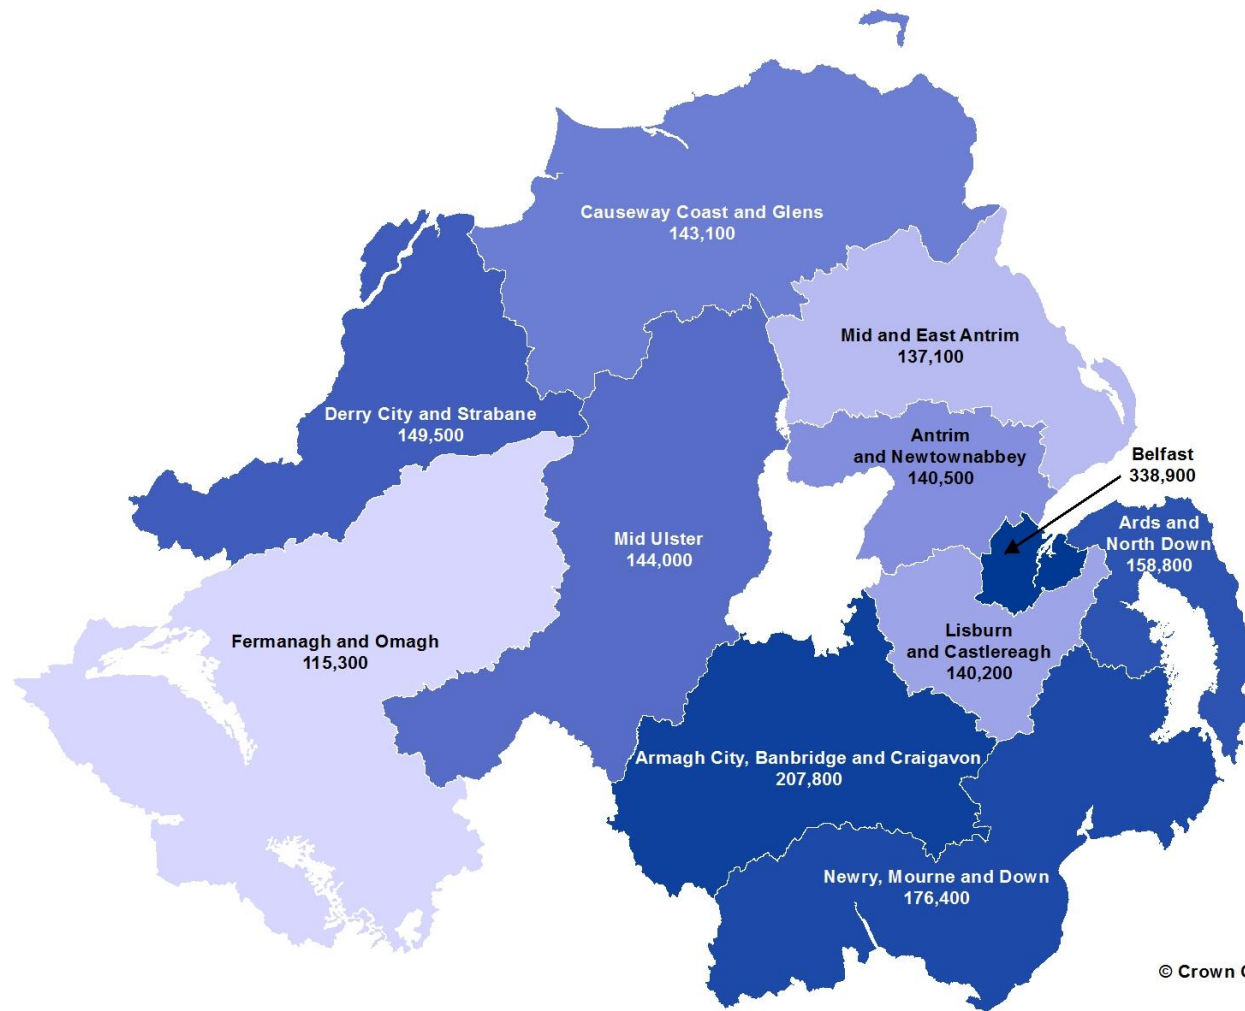 Causeway Coast and Glens
143,100
Mid and East Antrim
137,100
Derry City and Strabane
149,500
Antrim
and Newtownabbey
140,500
Belfast
338,900
Ards and
North Down
158,800
Mid Ulster
144,000
Fermanagh and Omagh
115,300
Lisburn
and Castlereagh
140,200
Armagh City, Banbridge and Craigavon
207,800
Newry, Mourne and Down
176,400
© Crown